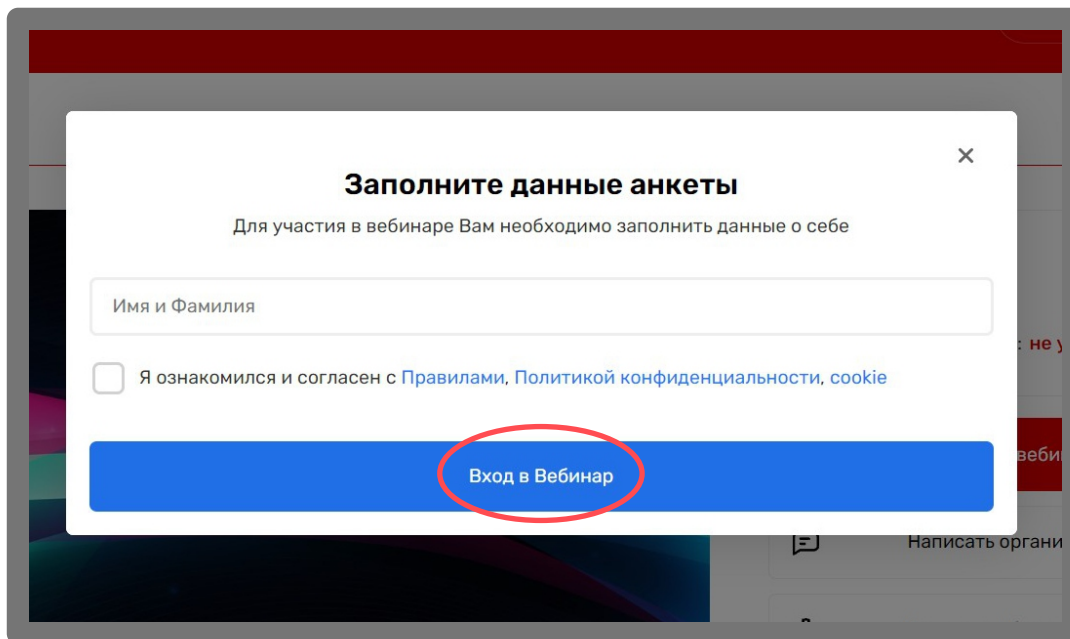 Заполните данные анкеты
Для участия в вебинаре Вам необходимо заполнить данные о себе
Имя и Фамилия
: не
Я ознакомился и согласен с Правилами, Политикой конфиденциальности, cookie
Вход в Вебинар
Написать